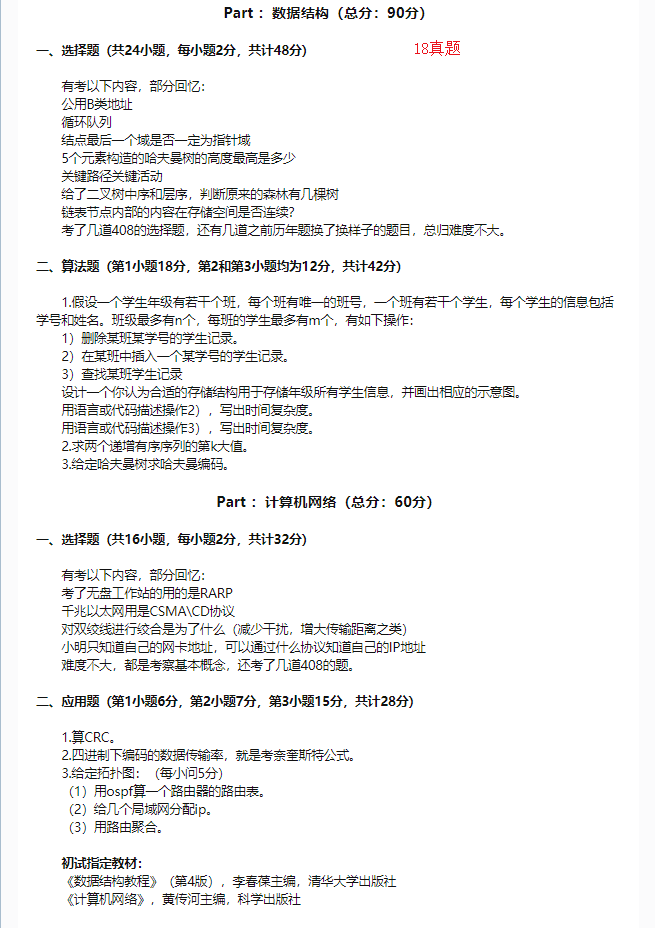 Part ： 数据结构（总分：90分）
一、选择题（共24小题，每小题2分，共计48分）
18真题
有考以下内容，部分回忆：
公用B类地址
循环队列
结点最后一个域是否一定为指针域
5个元素构造的哈夫曼树的高度最高是多少
关键路径关键活动
给了二叉树中序和层序，判断原来的森林有几棵树
链表节点内部的内容在存储空间是否连续？
考了几道408的选择题，还有几道之前历年题换了换样子的题目，总归难度不大。
二、算法题（第1小题18分，第2和第3小题均为12分，共计42分）
1.假设一个学生年级有若干个班，每个班有唯一的班号，一个班有若干个学生，每个学生的信息包括
学号和姓名。班级最多有n个，每班的学生最多有m个，有如下操作：
1）删除某班某学号的学生记录。
2）在某班中插入一个某学号的学生记录。
3）查找某班学生记录
设计一个你认为合适的存储结构用于存储年级所有学生信息，并画出相应的示意图。
用语言或代码描述操作2），写出时间复杂度。
用语言或代码描述操作3），写出时间复杂度。
2.求两个递增有序序列的第k大值。
3.给定哈夫曼树求哈夫曼编码。
Part ： 计算机网络（总分：60分）
一、选择题（共16小题，每小题2分，共计32分）
有考以下内容，部分回忆：
考了无盘工作站的用的是RARP
千兆以太网用是CSMA\CD协议
对双绞线进行绞合是为了什么（减少干扰，增大传输距离之类）
小明只知道自己的网卡地址，可以通过什么协议知道自己的IP地址
难度不大，都是考察基本概念，还考了几道408的题。
二、应用题（第1小题6分，第2小题7分，第3小题15分，共计28分）
1.算CRC。
2.四进制下编码的数据传输率，就是考奈奎斯特公式。
3.给定拓扑图：（每小问5分）
（1）用ospf算一个路由器的路由表。
（2）给几个局域网分配ip。
（3）用路由聚合。
初试指定教材：
《数据结构教程》（第4版），李春葆主编，清华大学出版社
《计算机网络》，黄传河主编，科学出版社